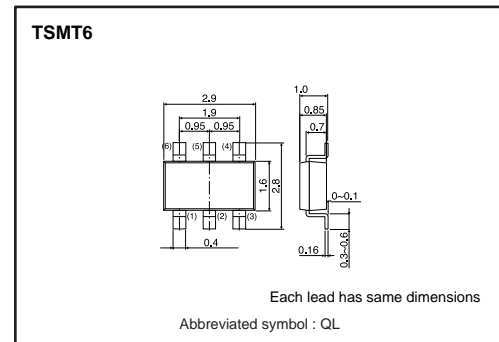 TSMT6
1.0
2.9
0.85
1.9
0.95 0.95
0.7
(6) (5) (4)
1.6
2.8
0~0.1
(1) (2) (3)
0.4
0.16
0.3~0.6
Each lead has same dimensions
Abbreviated symbol : QL